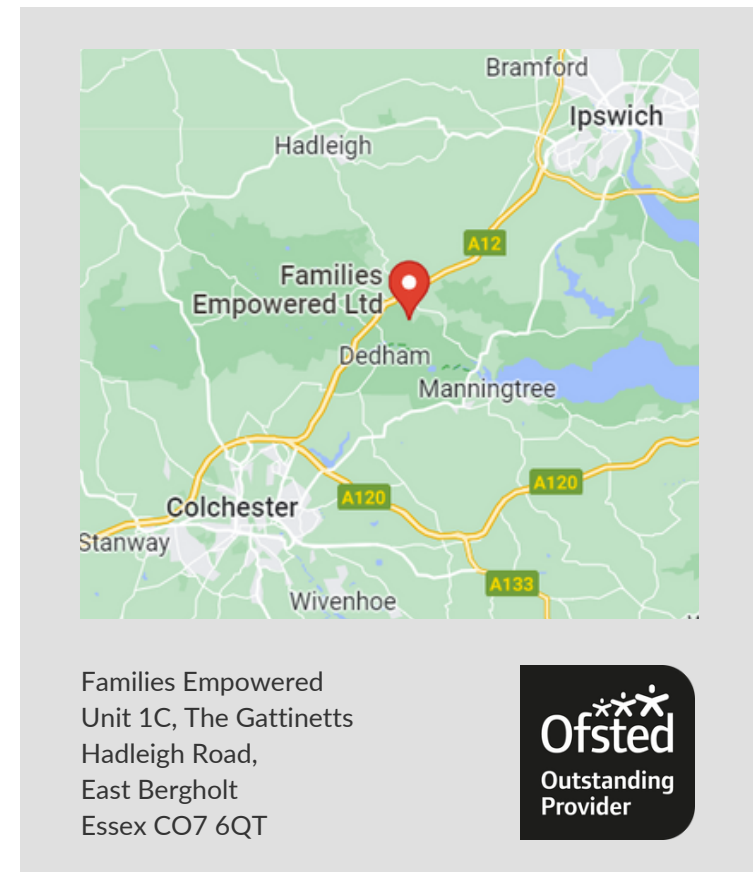 Bramford
Ipswich
Hadleigh
A12
Families
Empowered Ltd
Dedham
Manningtree
A120
A120
Colchester
Stanway
A133
Wivenhoe
Families Empowered
Unit 1C, The Gattinetts
Hadleigh Road,
East Bergholt
Essex CO7 6QT
Ofsted
Outstanding
Provider